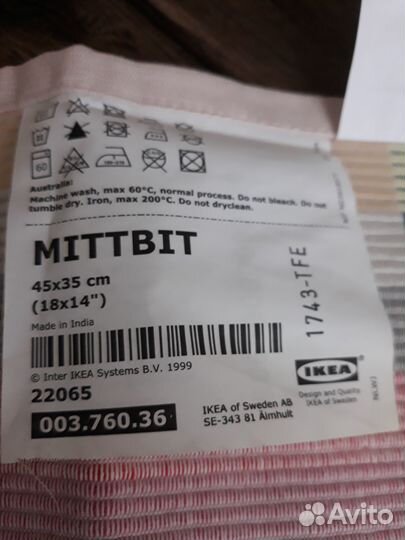 60
Australia:
Machine wash, max 60°C, normal process. Do not bleach. Do not
tumble dry. Iron, max 200°C. Do not dryclean.
MITTBIT
45x35 cm
(18x14")
Made in India
© Inter IKEA Systems B.V. 1999
22065
003.760.36
IKEA of Sweden AB
SE-343 81 Älmhult
1743-TFE
IKEA
Design and Quality
IKEA of Sweden
Avito